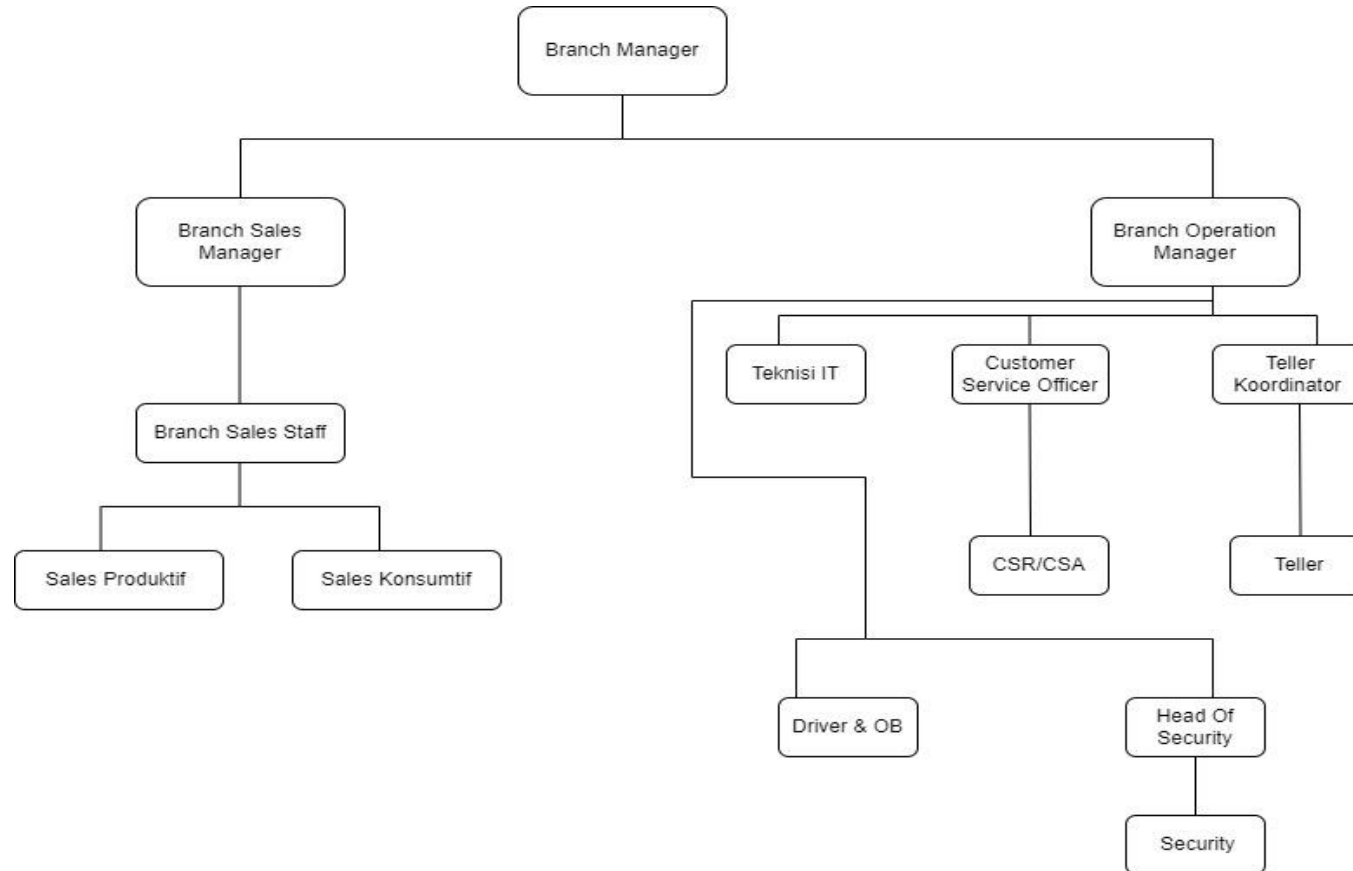 Branch Manager
Branch Sales
Manager
Branch Operation
Manager
Teknisi IT
Customer
Service Officer
Teller
Koordinator
Branch Sales Staff
CSR/CSA
Teller
Sales Produktif
Sales Konsumtif
Driver & OB
Head Of
Security
Security